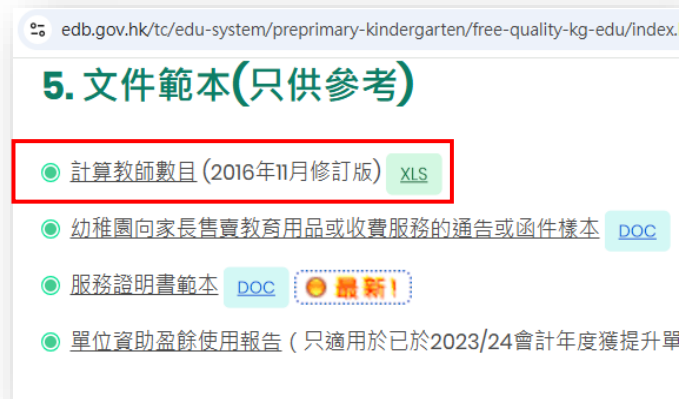 edb.gov.hk/tc/edu-system/preprimary-kindergarten/free-quality-kg-edu/index.
5. 文件範本(只供參考)
計算教師數目 (2016年11月修訂版) XLS
幼稚園向家長售賣教育用品或收費服務的通告或函件樣本 DOC
服務證明書範本 DOC 最新!
單位資助盈餘使用報告 ( 只適用於已於2023/24會計年度獲提升單